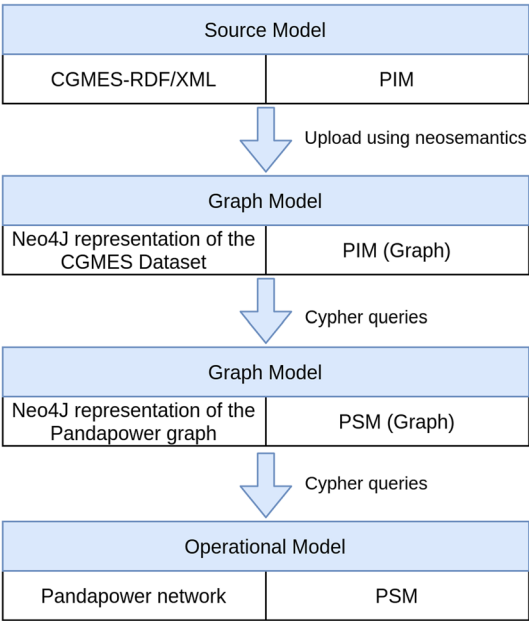 Source Model
CGMES-RDF/XML
PIM
Upload using neosemantics
Graph Model
Neo4J representation of the
CGMES Dataset
PIM (Graph)
Cypher queries
Graph Model
Neo4J representation of the
Pandapower graph
PSM (Graph)
Cypher queries
Operational Model
Pandapower network
PSM